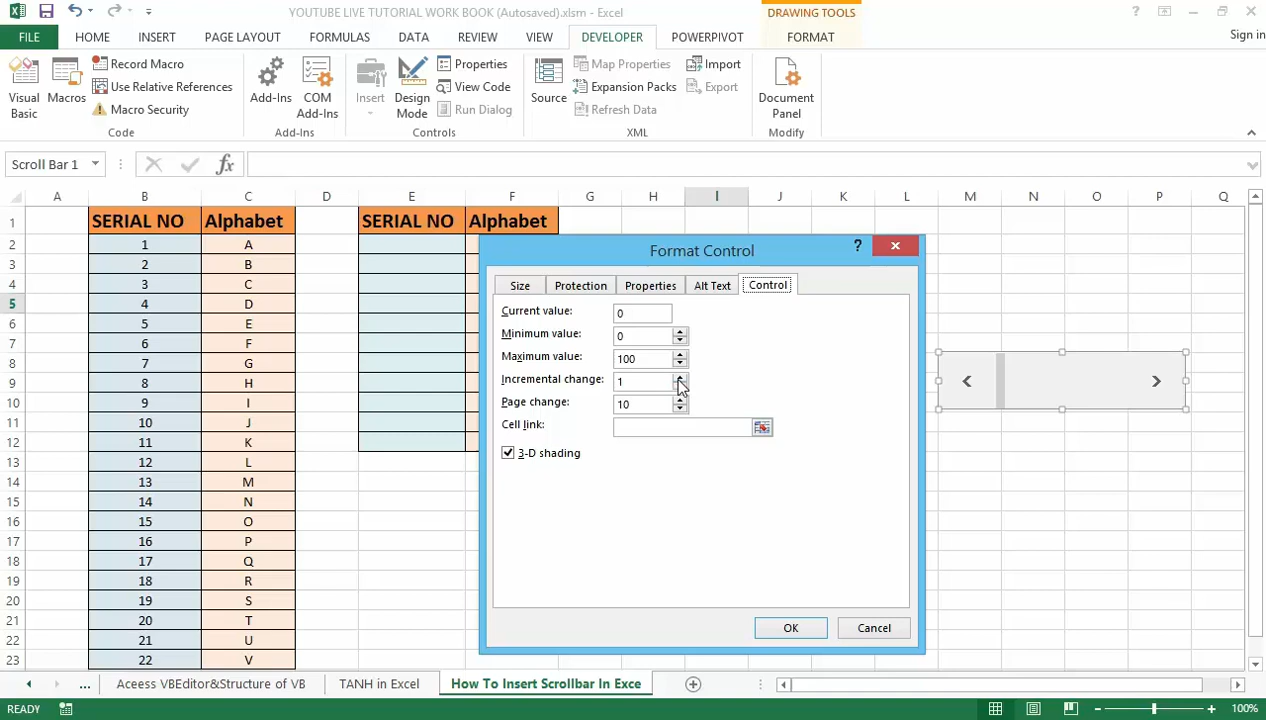 YOUTUBE LIVE TUTORIAL WORK BOOK (Autosaved).xlsm - Excel
DRAWING TOOLS
?
FILE HOME INSERT PAGE LAYOUT FORMULAS DATA REVIEW VIEW DEVELOPER POWERPIVOT FORMAT Sign in
Visual Basic
Macros
Record Macro
Use Relative References
Macro Security
Code
Add-Ins
COM Add-Ins
Add-Ins
Insert
Design Mode
Properties
View Code
Run Dialog
Controls
Source
Map Properties
Expansion Packs
Refresh Data
Import
Export
XML
Document Panel
Modify
Scroll Bar 1
fx
A B C D E F G H I J K L M N O P Q
1 SERIAL NO Alphabet SERIAL NO Alphabet
2 1 A
3 2 B
4 3 C
5 4 D
6 5 E
7 6 F
8 7 G
9 8 H
10 9 I
11 10 J
12 11 K
13 12 L
14 13 M
15 14 N
16 15 O
17 16 P
18 17 Q
19 18 R
20 19 S
21 20 T
22 21 U
23 22 V
Format Control
?
Size Protection Properties Alt Text Control
Current value: 0
Minimum value: 0
Maximum value: 100
Incremental change: 1
Page change: 10
Cell link:
3-D shading
OK Cancel
... Aceess VBEditor&Structure of VB TANH in Excel How To Insert Scrollbar In Exce
READY 100%